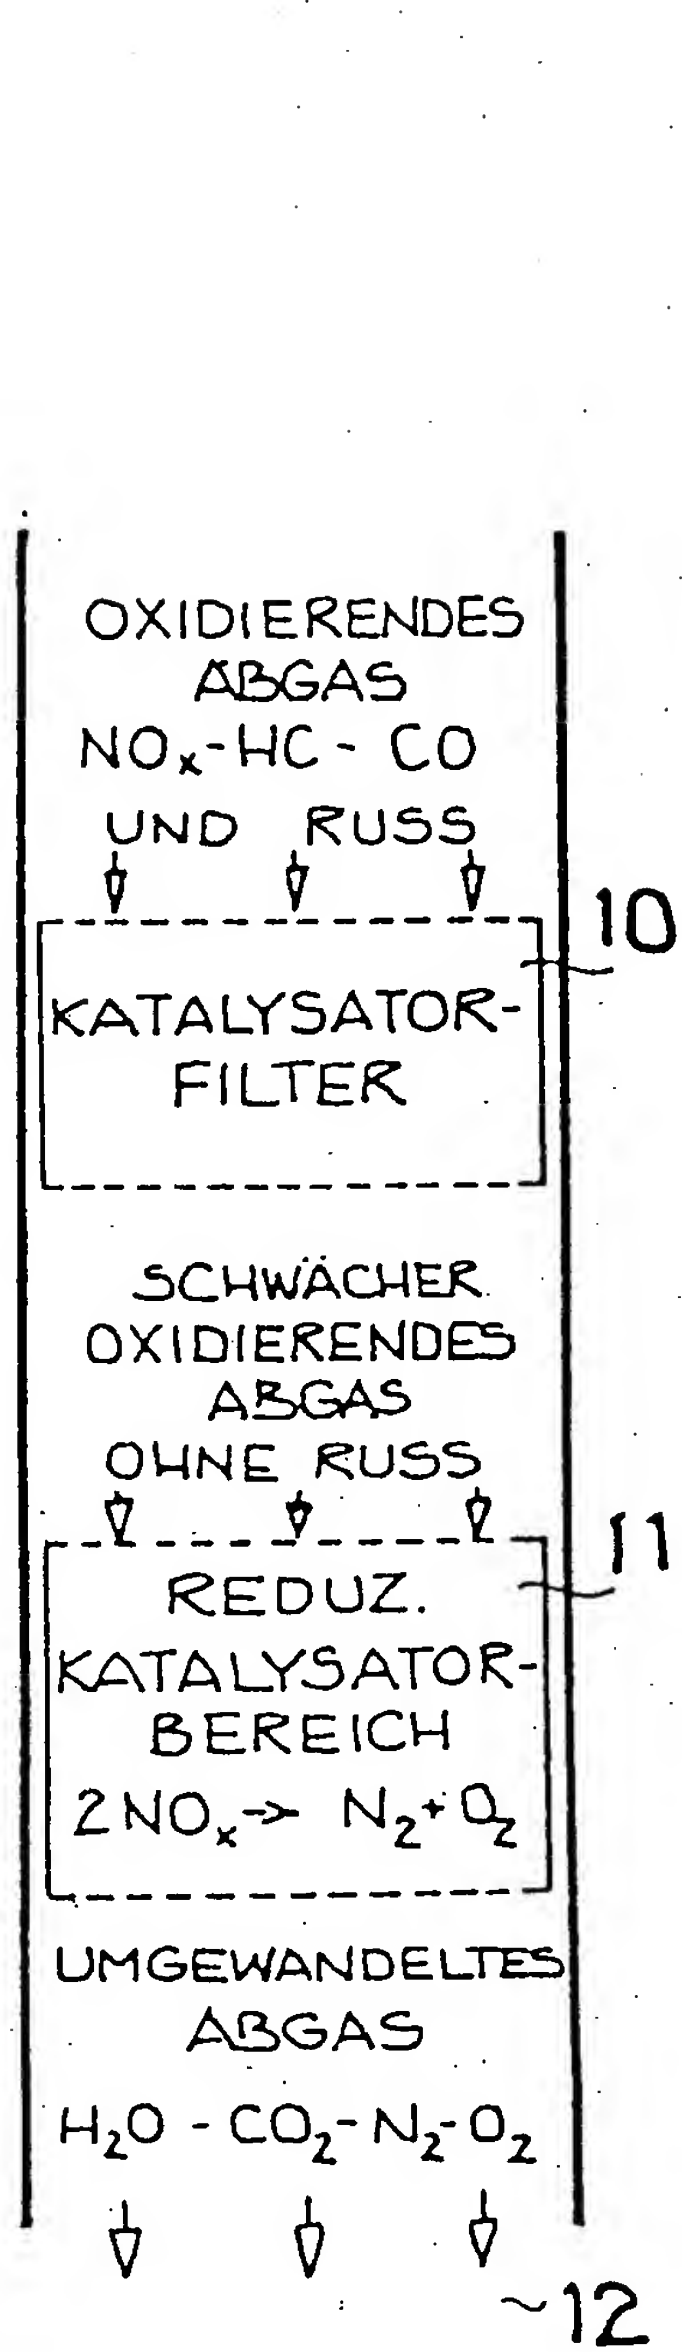 OXIDIERENDES
ABGAS
NOₓ-HC - CO
UND RUSS
10
KATALYSATOR-
FILTER
SCHWÄCHER
OXIDIERENDES
ABGAS
OHNE RUSS
11
REDUZ.
KATALYSATOR-
BEREICH
2NOₓ-> N₂+O₂
UMGEWANDELTES
ABGAS
H₂O - CO₂-N₂-O₂
~12